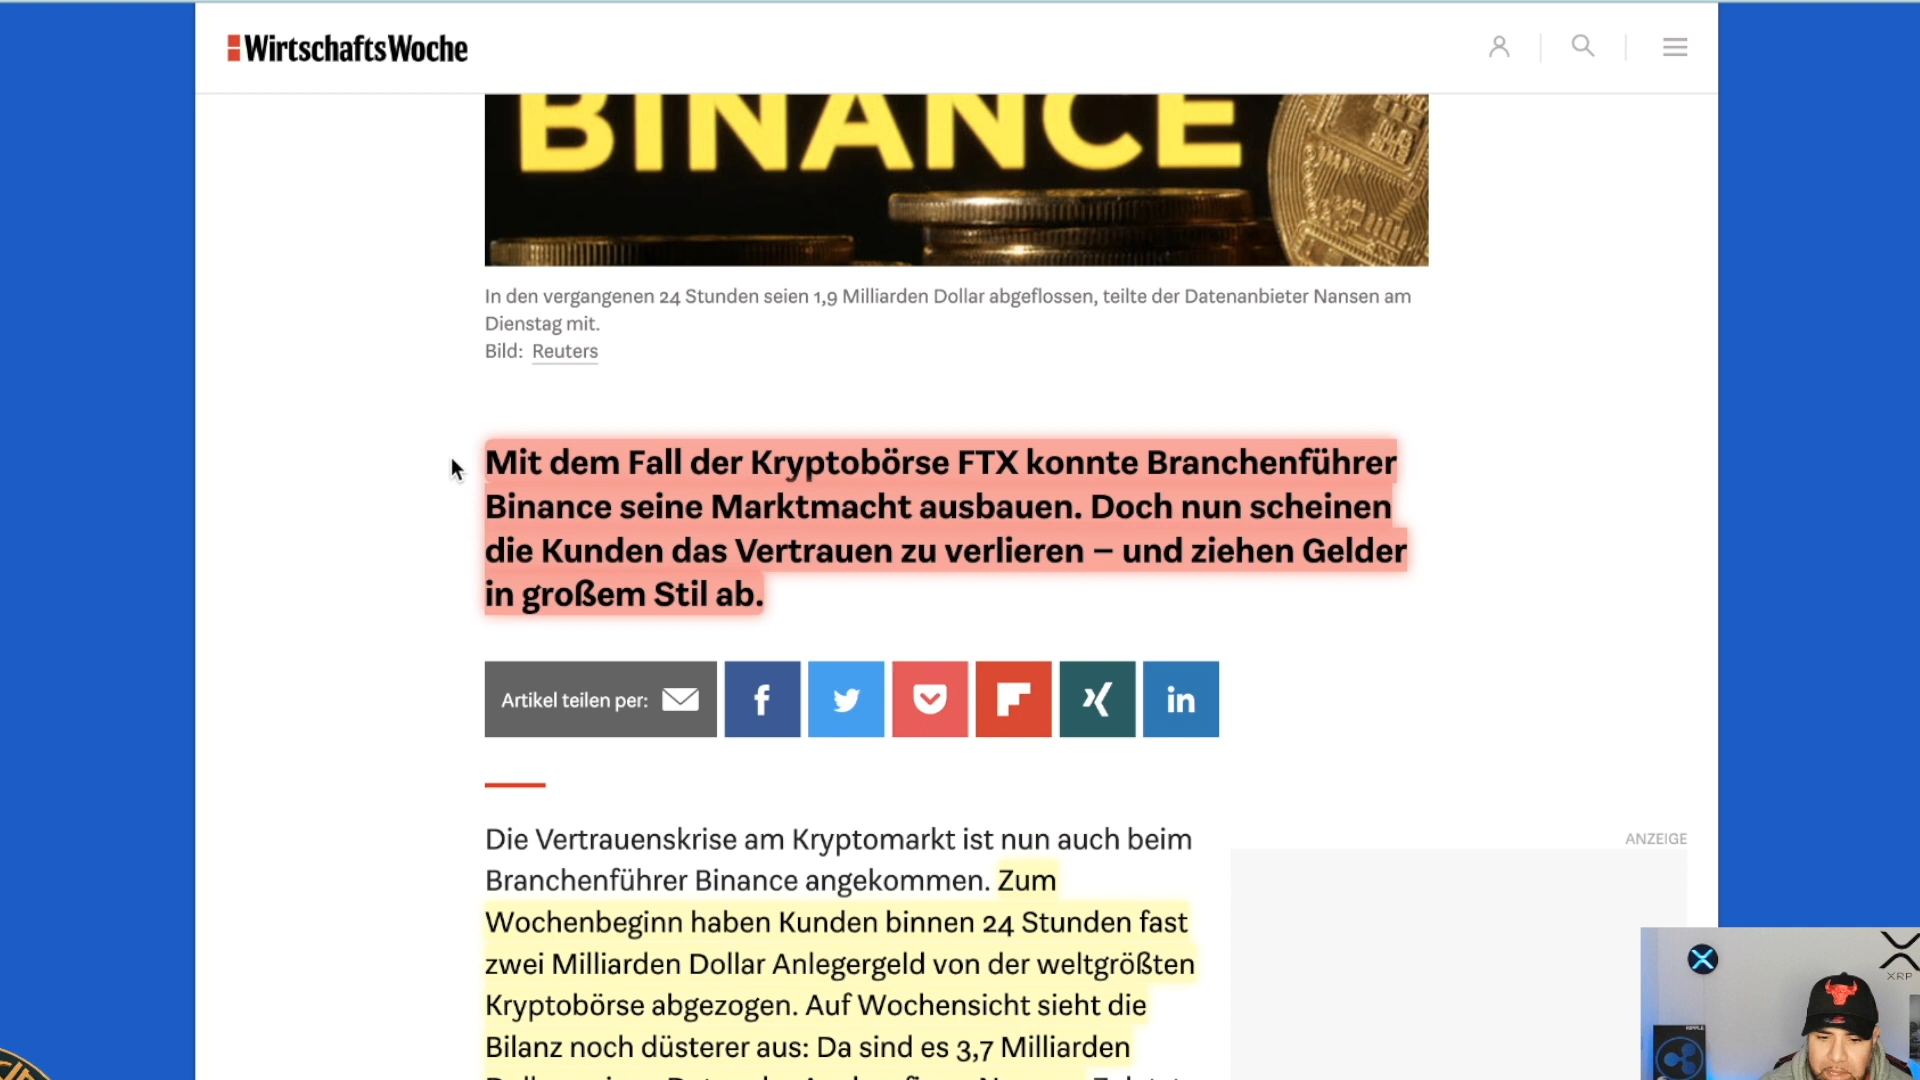 WirtschaftsWoche
BINANCE
In den vergangenen 24 Stunden seien 1,9 Milliarden Dollar abgeflossen, teilte der Datenanbieter Nansen am
Dienstag mit.
Bild: Reuters
Mit dem Fall der Kryptobörse FTX konnte Branchenführer
Binance seine Marktmacht ausbauen. Doch nun scheinen
die Kunden das Vertrauen zu verlieren – und ziehen Gelder
in großem Stil ab.
Artikel teilen per:
Die Vertrauenskrise am Kryptomarkt ist nun auch beim
ANZEIGE
Branchenführer Binance angekommen. Zum
Wochenbeginn haben Kunden binnen 24 Stunden fast
zwei Milliarden Dollar Anlegergeld von der weltgrößten
Kryptobörse abgezogen. Auf Wochensicht sieht die
Bilanz noch düsterer aus: Da sind es 3,7 Milliarden
XRP
RIPPLE